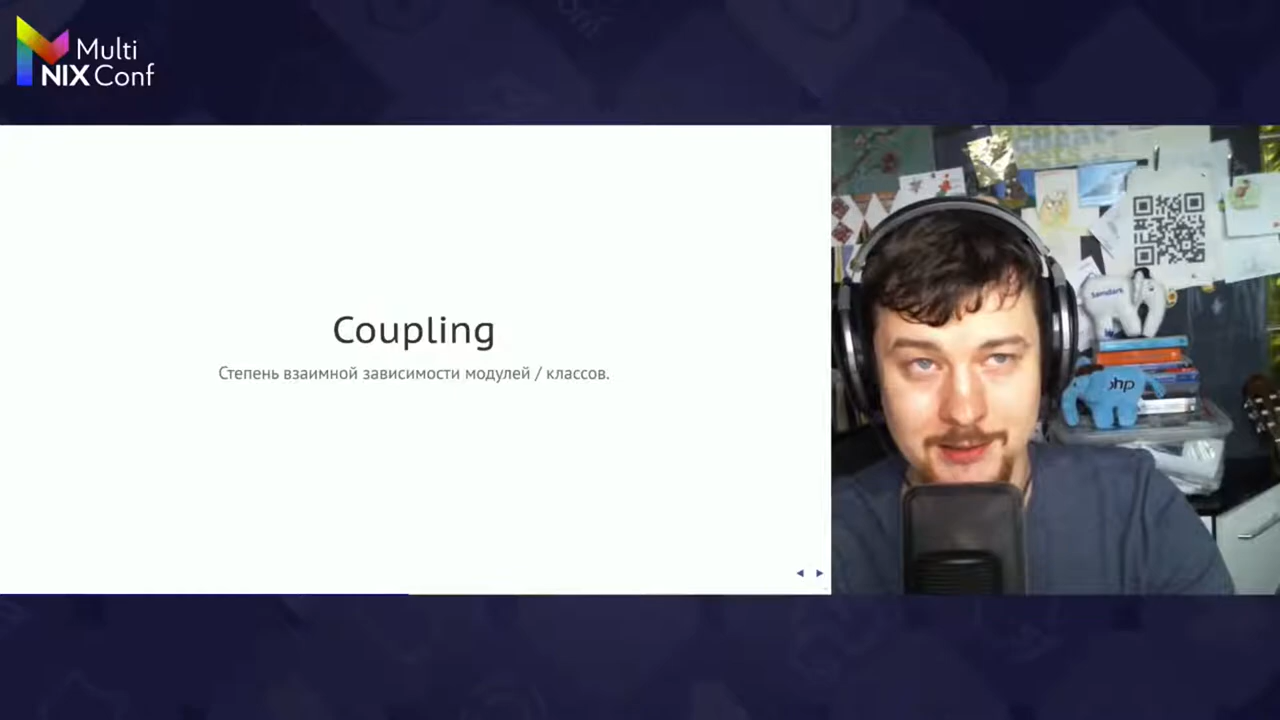 Multi
NIX Conf
Coupling
Степень взаимной зависимости модулей / классов.
php